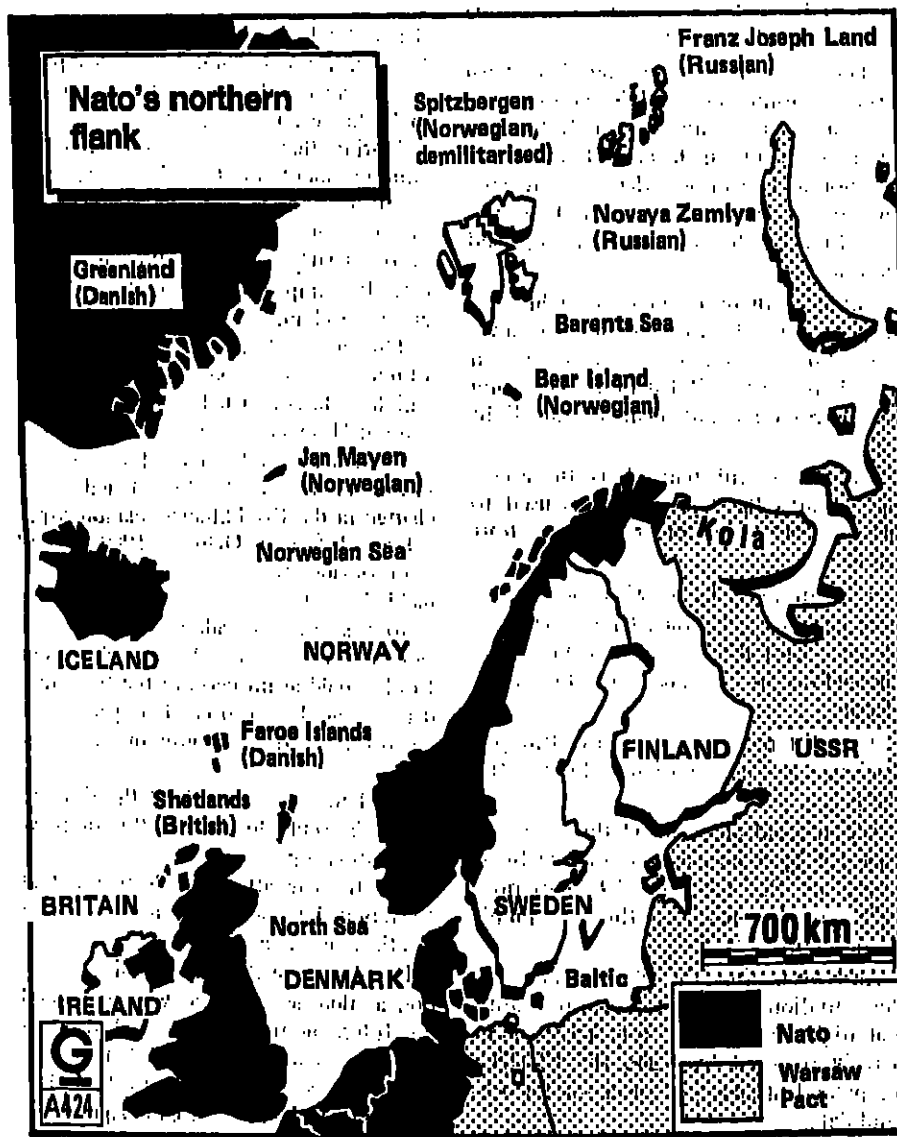 Nato's northern
flank
Franz Joseph Land
(Russian)
Spitzbergen
(Norwegian,
demilitarised)
Novaya Zemlya
(Russian)
Greenland
(Danish)
Barents Sea
Bear Island
(Norwegian)
Jan Mayen
(Norwegian)
Kola
Norwegian Sea
ICELAND
NORWAY
Faroe Islands
(Danish)
FINLAND
USSR
Shetlands
(British)
BRITAIN
SWEDEN
North Sea
700 km
DENMARK
Baltic
IRELAND
G
A424
Nato
Warsaw
Pact